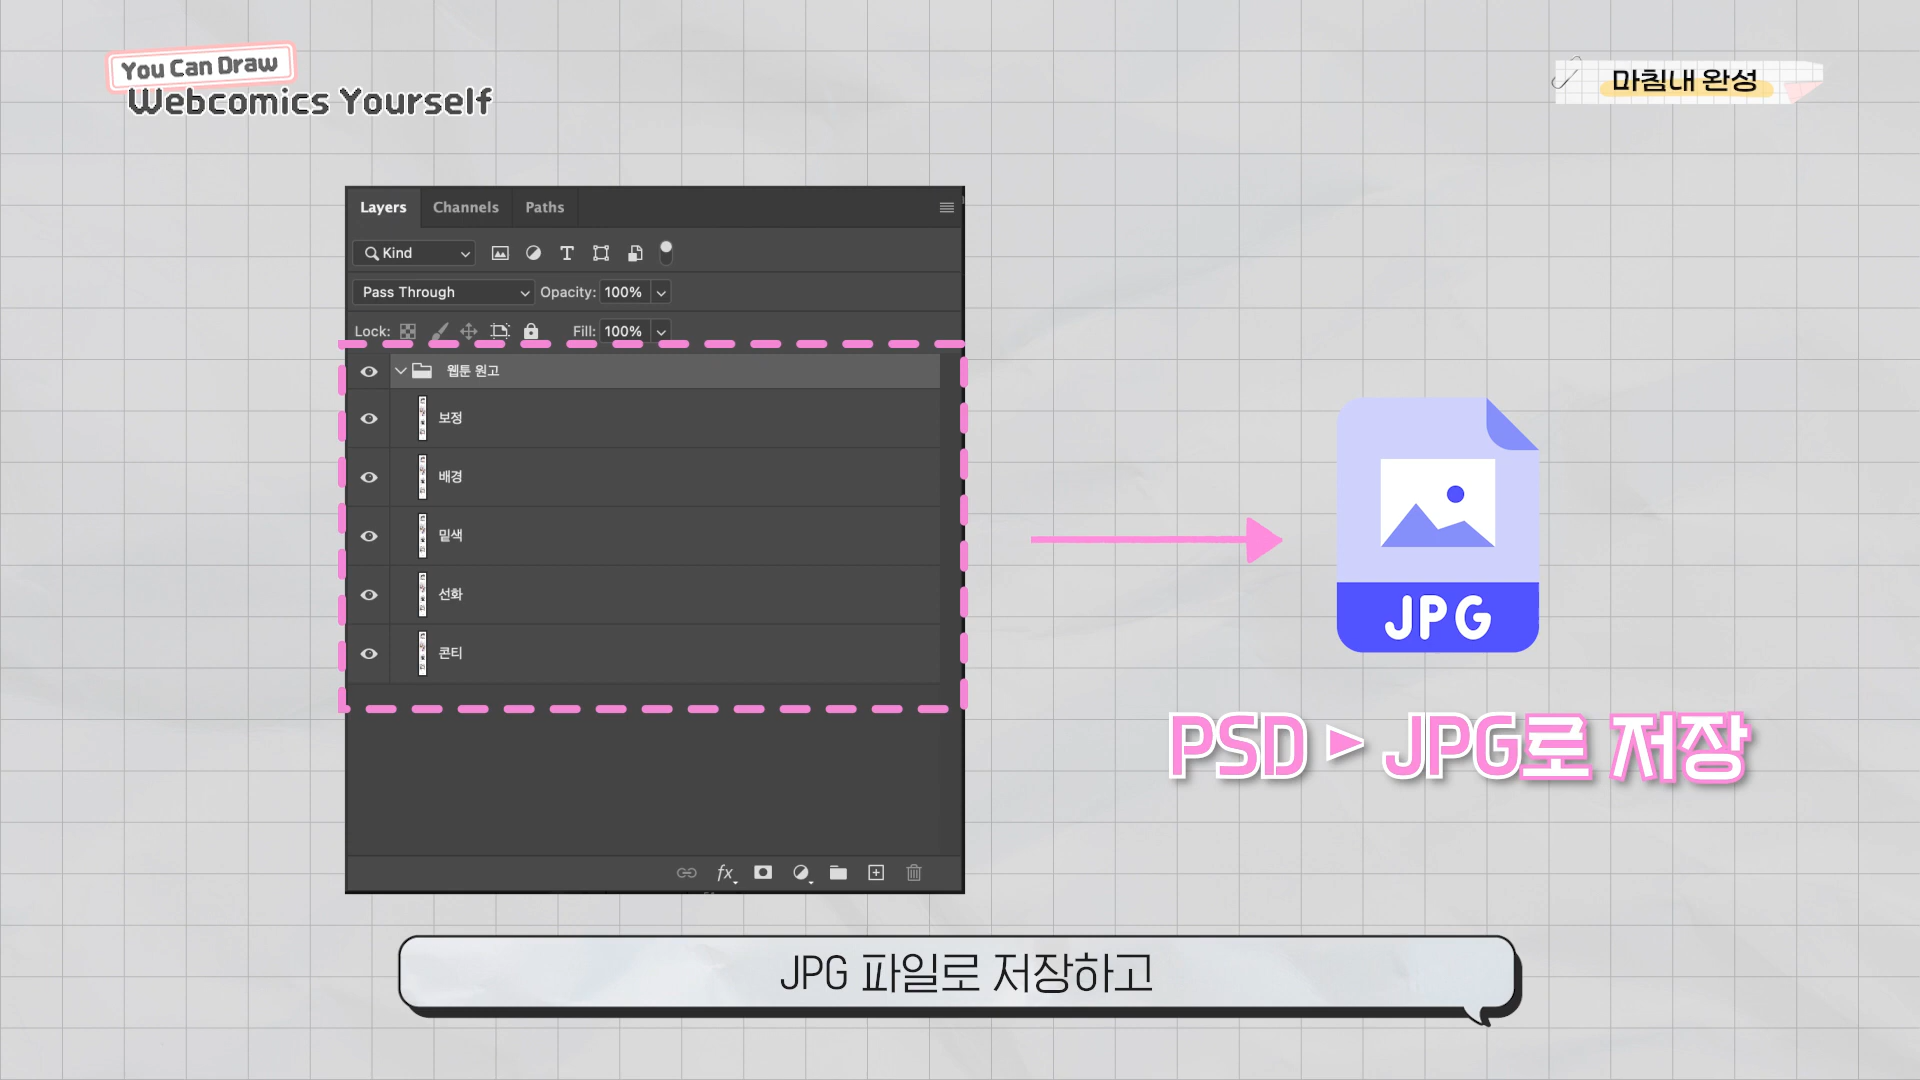 You Can Draw
Webcomics Yourself
마침내 완성
Layers Channels Paths
Kind
Pass Through Opacity: 100%
Lock: Fill: 100%
웹툰 원고
보정
배경
밑색
선화
콘티
fx
JPG
PSD ▶ JPG로 저장
JPG 파일로 저장하고